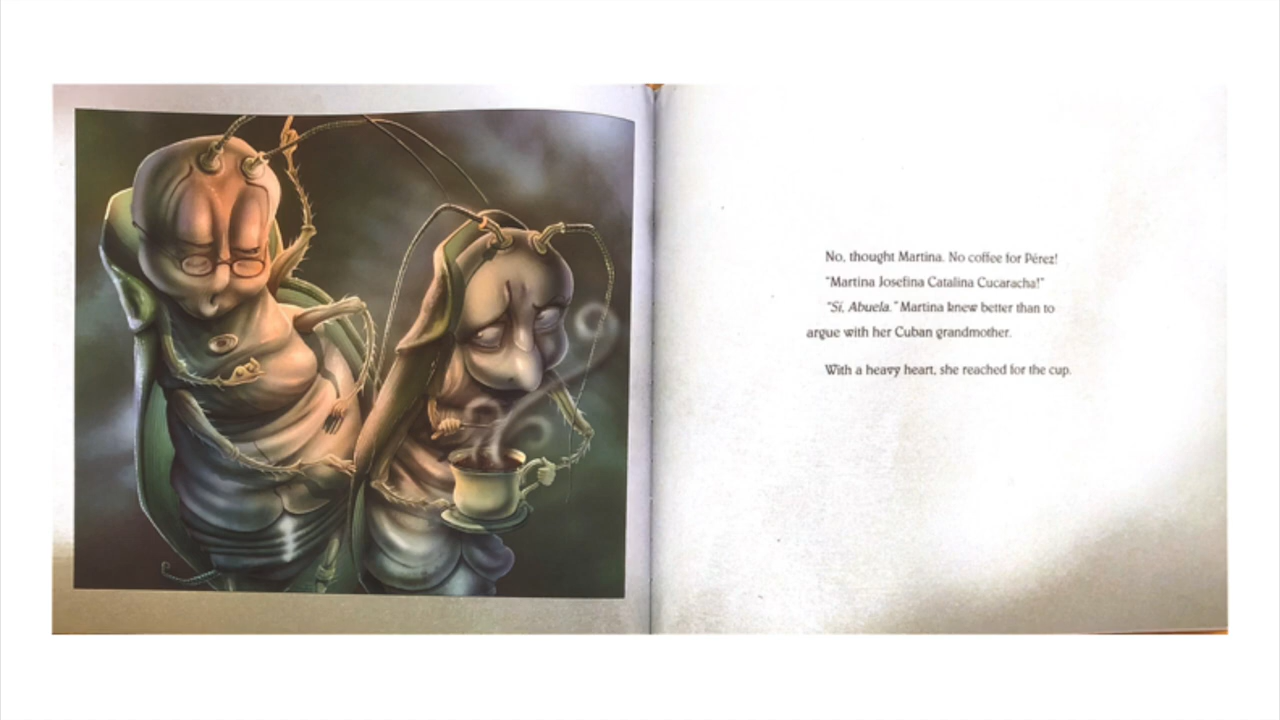 No, thought Martina. No coffee for Pérez!
"Martina Josefina Catalina Cucaracha!"
"Sí, Abuela." Martina knew better than to
argue with her Cuban grandmother.
With a heavy heart, she reached for the cup.